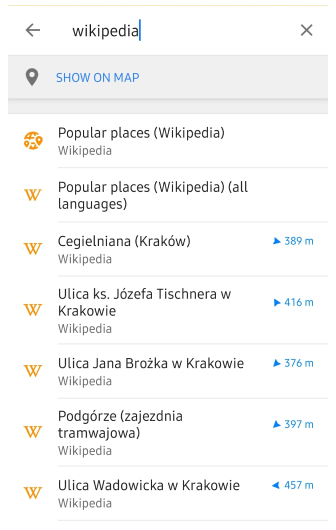 wikipedia
SHOW ON MAP
Popular places (Wikipedia)
Wikipedia
Popular places (Wikipedia) (all
languages)
Cegielniana (Kraków)
389 m
Wikipedia
Ulica ks. Józefa Tischnera w
Krakowie
416 m
Wikipedia
Ulica Jana Brożka w Krakowie
376 m
Wikipedia
Podgórze (zajezdnia
tramwajowa)
397 m
Wikipedia
Ulica Wadowicka w Krakowie
457 m
Wikipedia